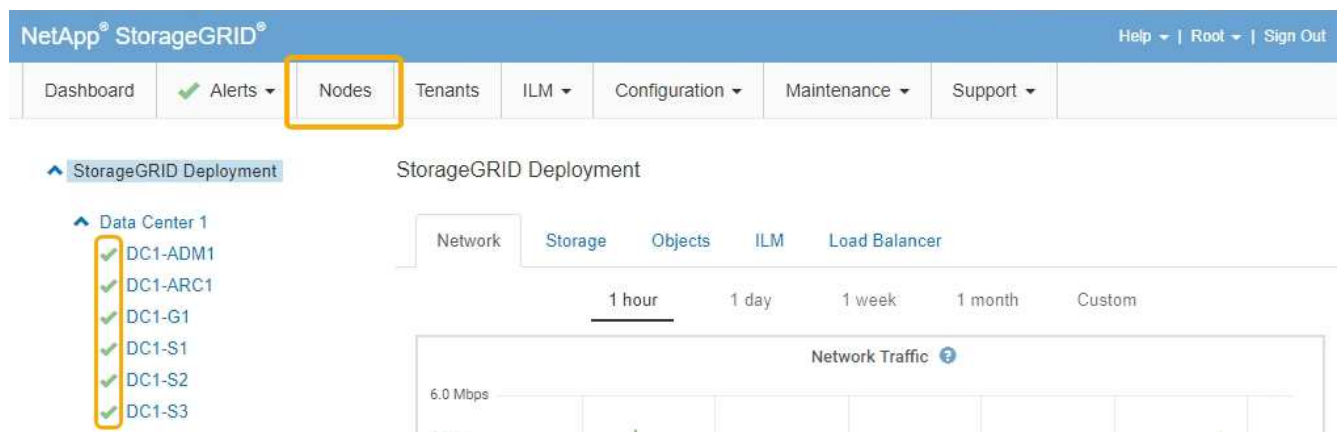 NetApp® StorageGRID®
Help | Root | Sign Out
Dashboard Alerts Nodes Tenants ILM Configuration Maintenance Support
StorageGRID Deployment
Data Center 1
DC1-ADM1
DC1-ARC1
DC1-G1
DC1-S1
DC1-S2
DC1-S3
StorageGRID Deployment
Network Storage Objects ILM Load Balancer
1 hour 1 day 1 week 1 month Custom
Network Traffic ?
6.0 Mbps